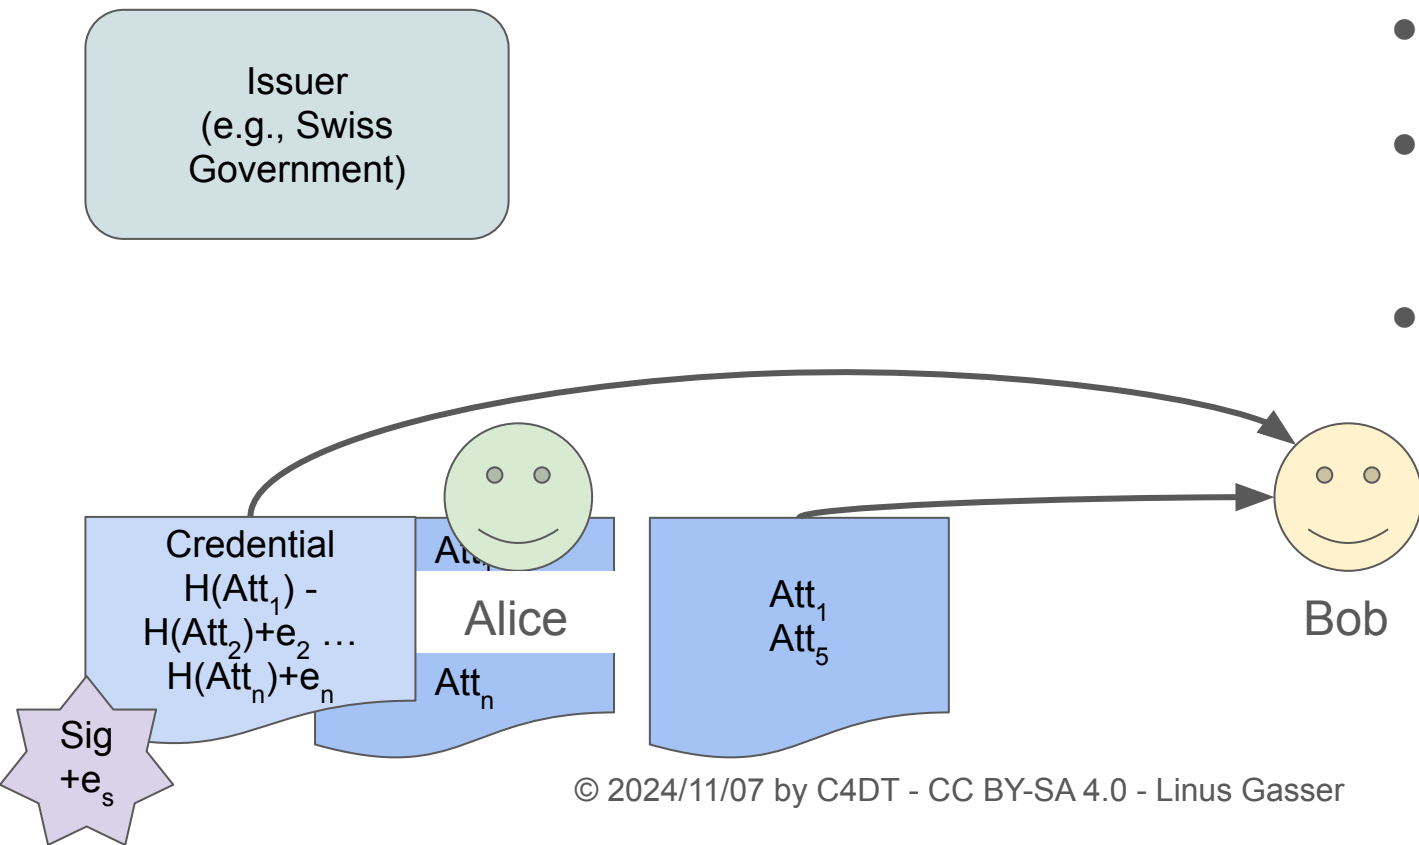 Issuer
(e.g., Swiss
Government)
Credential
H(Att₁) -
H(Att₂)+e₂ …
H(Attₙ)+eₙ
Sig
+eₛ
Alice
Attₙ
Att₁
Att₅
Bob
© 2024/11/07 by C4DT - CC BY-SA 4.0 - Linus Gasser